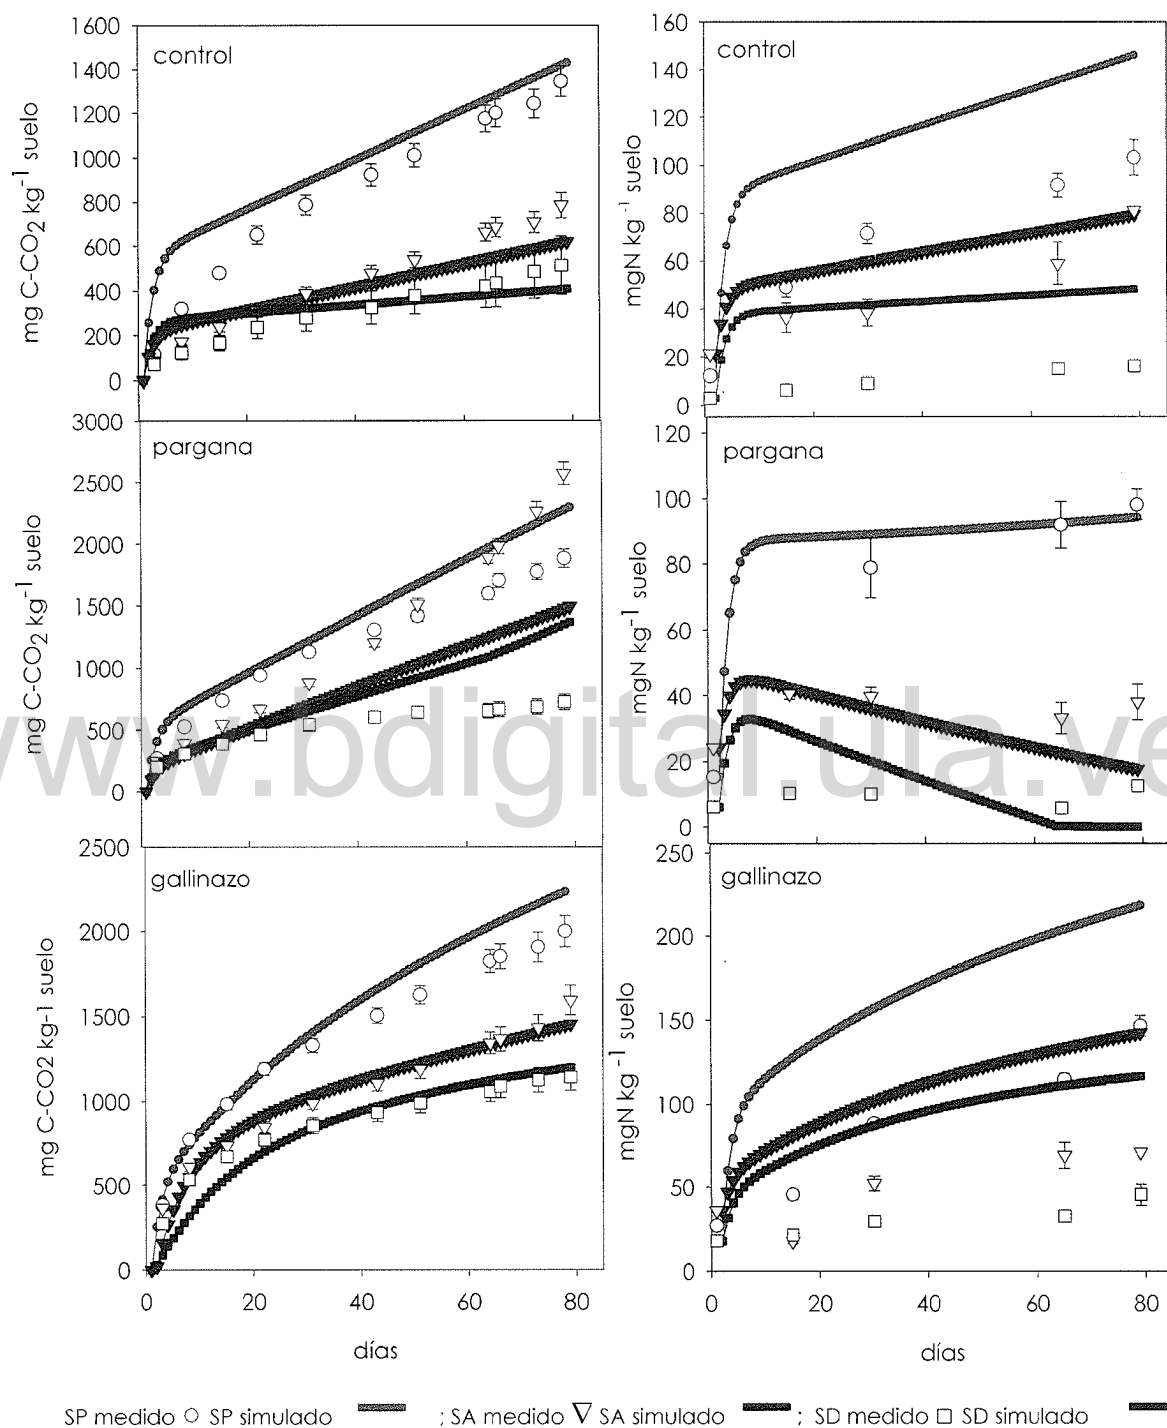 1600
1400
1200
1000
800
600
400
200
0
mg C-CO2 kg-1 suelo
control
160
140
120
100
80
60
40
20
0
mgN kg-1 suelo
control
3000
2500
2000
1500
1000
500
0
mg C-CO2 kg-1 suelo
pargana
120
100
80
60
40
20
0
mgN kg-1 suelo
pargana
www.bdigital.ula.ve
2500
2000
1500
1000
500
0
mg C-CO2 kg-1 suelo
gallinazo
0 20 40 60 80
días
250
200
150
100
50
0
mgN kg-1 suelo
gallinazo
0 20 40 60 80
días
SP medido SP simulado ; SA medido SA simulado ; SD medido SD simulado